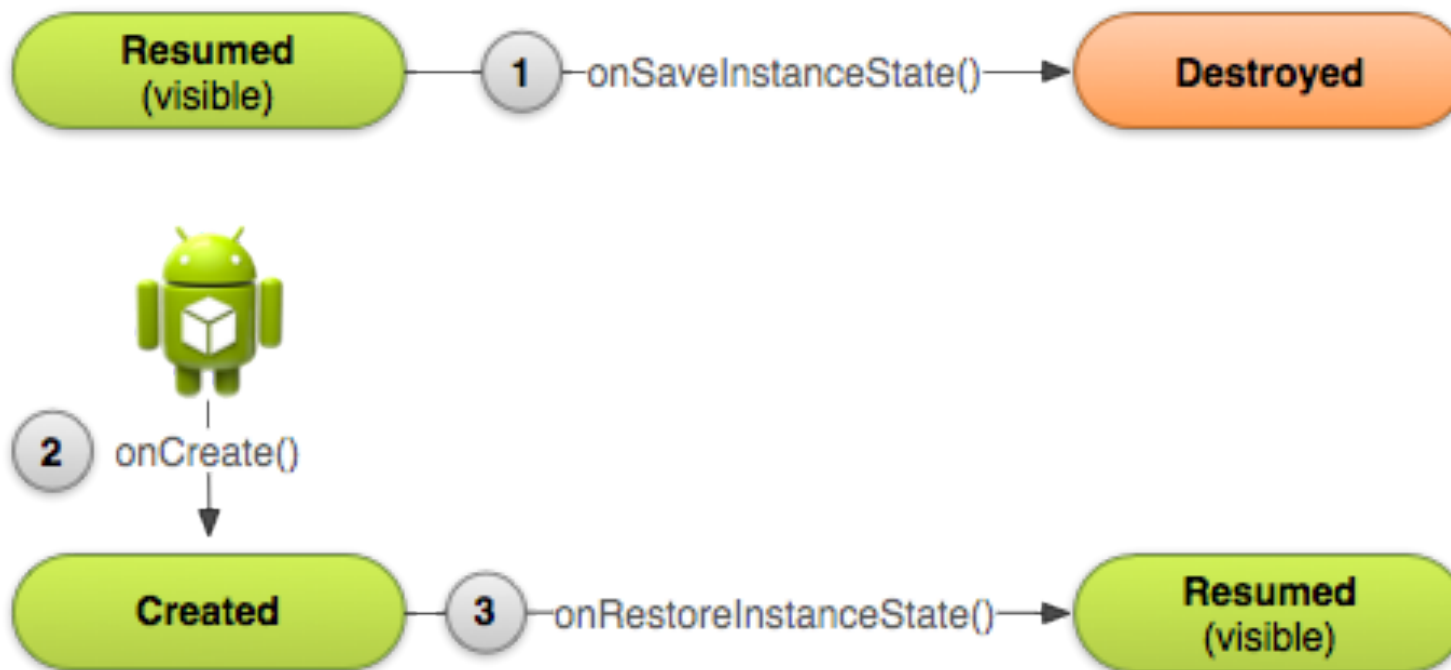 Resumed
(visible)
1
onSaveInstanceState()
Destroyed
2
onCreate()
Created
3
onRestoreInstanceState()
Resumed
(visible)